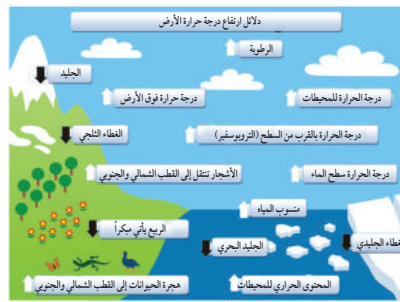 دلائل ارتفاع درجة حرارة الأرض
الرطوبة
الجليد
درجة الحرارة للمحيطات
درجة حرارة فوق الأرض
درجة الحرارة بالقرب من السطح (التروبوسفير)
الغطاء الثلجي
درجة الحرارة سطح الماء
الأشجار تنتقل إلى القطب الشمالي والجنوبي
منسوب المياه
الربيع يأتي مبكراً
الغطاء الجليدي
الجليد البحري
المحتوى الحراري للمحيطات
هجرة الحيوانات إلى القطب الشمالي والجنوبي